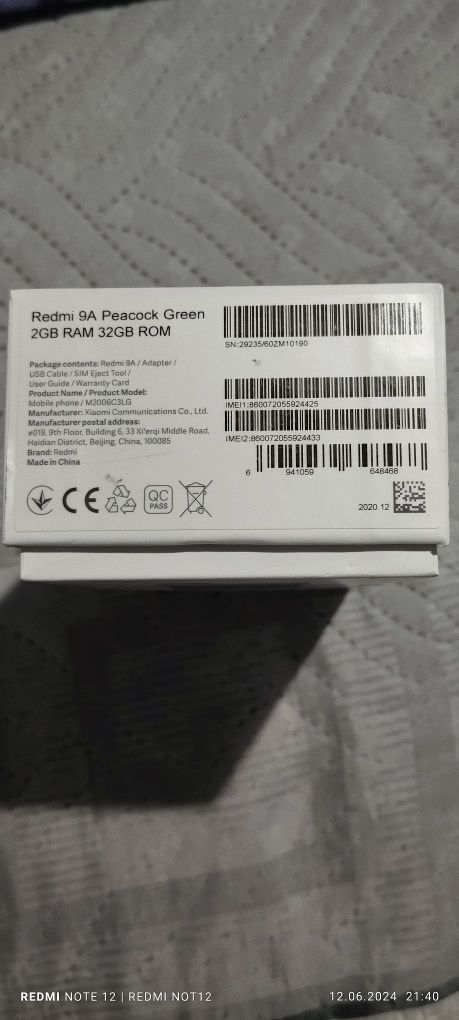 Redmi 9A Peacock Green
2GB RAM 32GB ROM
Package contents: Redmi 9A / Adapter /
USB Cable / SIM Eject Tool /
User Guide / Warranty Card
Product Name / Product Model:
Mobile phone / M2006C3LG
Manufacturer: Xiaomi Communications Co., Ltd.
Manufacturer postal address:
#019, 9th Floor, Building 6, 33 Xi'erqi Middle Road,
Haidian District, Beijing, China, 100085
Brand: Redmi
Made in China
CE
QC
PASS
SN:29235/60ZM10190
IMEI1:860072055924425
IMEI2:860072055924433
6 941059 648468
2020.12
REDMI NOTE 12 | REDMI NOT12
12.06.2024 21:40